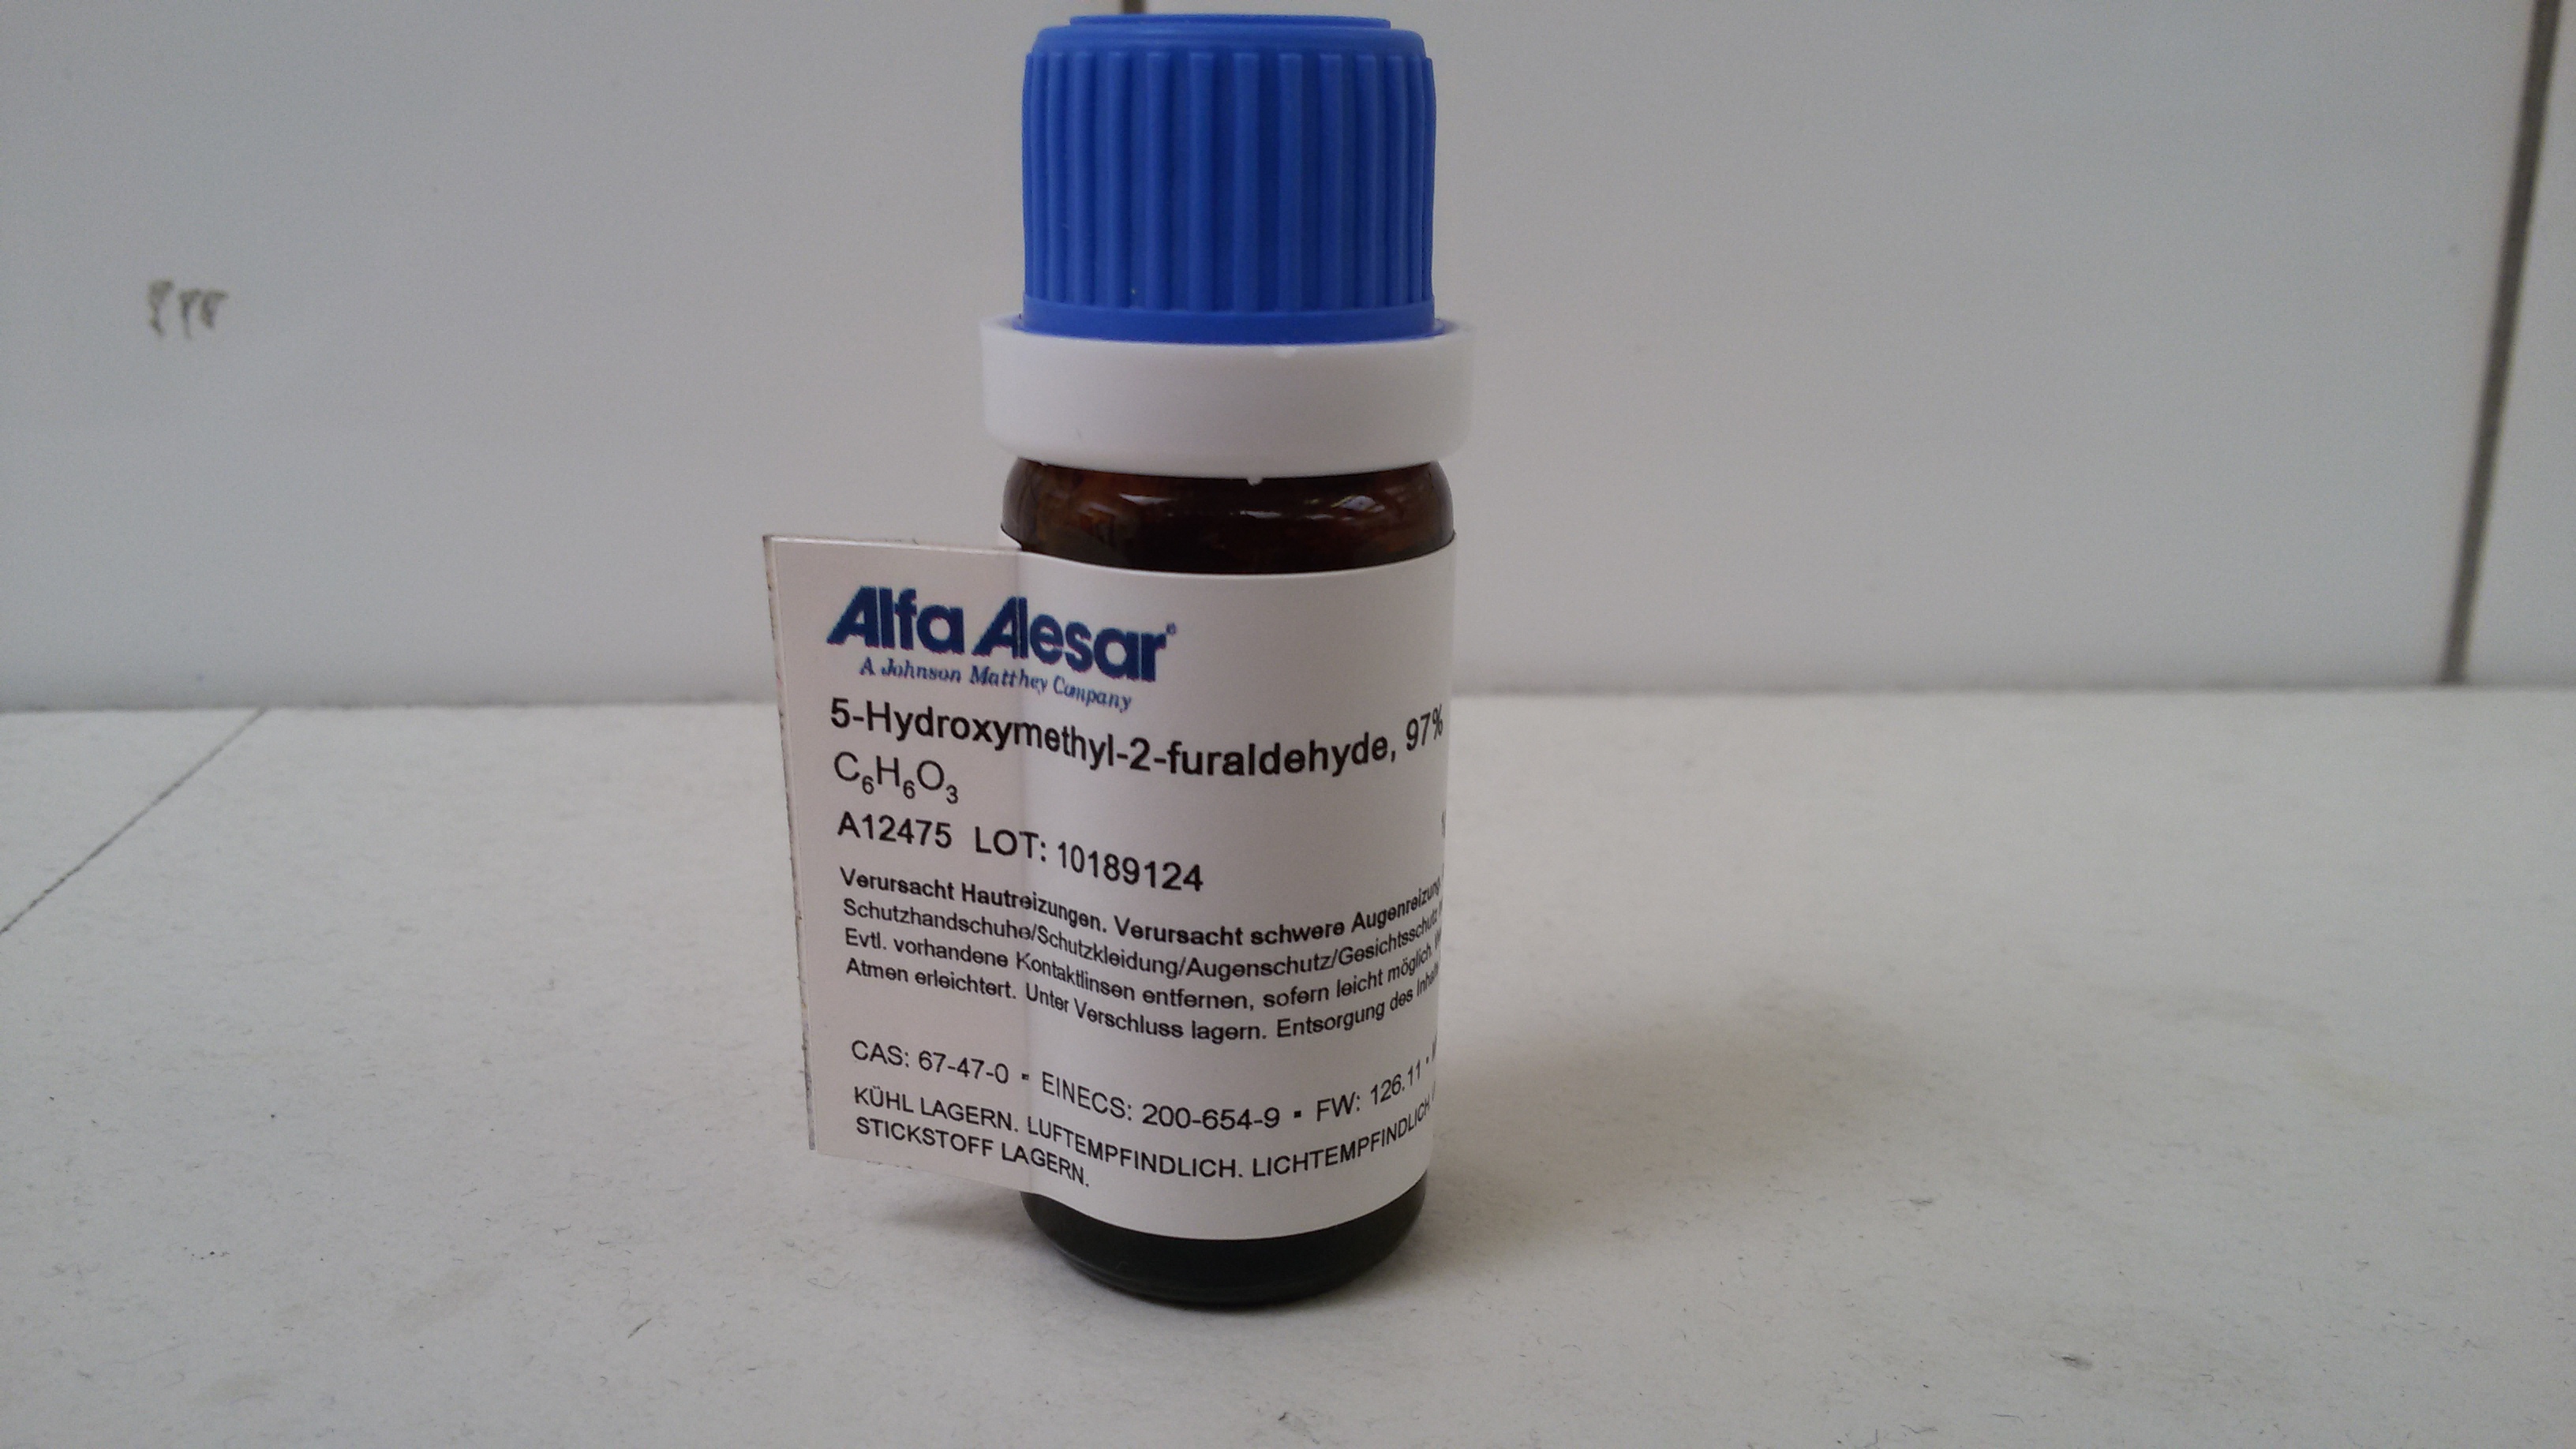 Alfa Aesar®
A Johnson Matthey Company
5-Hydroxymethyl-2-furaldehyde, 97%
C₆H₆O₃
A12475 LOT: 10189124
Verursacht Hautreizungen. Verursacht schwere Augenreizung.
Schutzhandschuhe/Schutzkleidung/Augenschutz/Gesichtsschutz
Evtl. vorhandene Kontaktlinsen entfernen, sofern leicht möglich.
Atmen erleichtert. Unter Verschluss lagern. Entsorgung des
CAS: 67-47-0 ▪ EINECS: 200-654-9 ▪ FW: 126.11 ▪
KÜHL LAGERN. LUFTEMPFINDLICH. LICHTEMPFINDLICH
STICKSTOFF LAGERN.